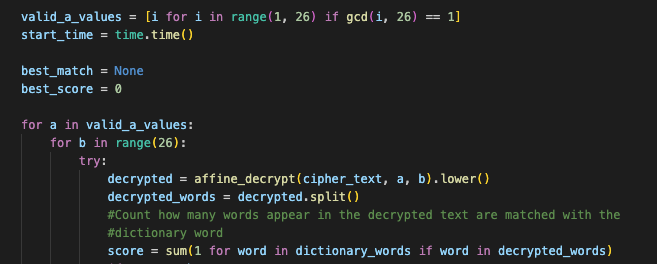 valid_a_values = [i for i in range(1, 26) if gcd(i, 26) == 1]
start_time = time.time()
best_match = None
best_score = 0
for a in valid_a_values:
for b in range(26):
try:
decrypted = affine_decrypt(cipher_text, a, b).lower()
decrypted_words = decrypted.split()
#Count how many words appear in the decrypted text are matched with the
#dictionary word
score = sum(1 for word in dictionary_words if word in decrypted_words)